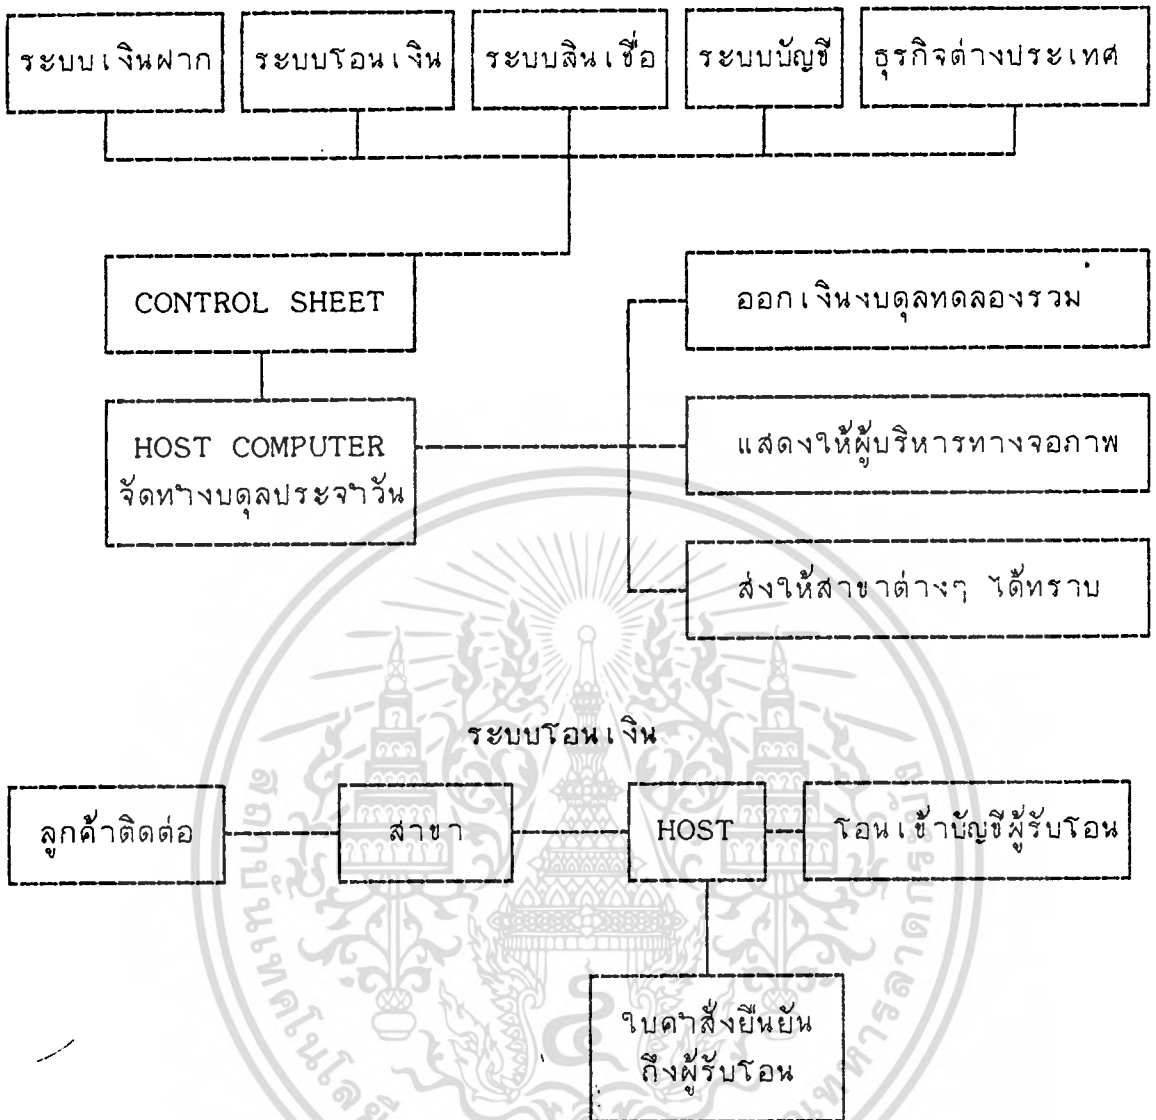 ระบบเงินฝาก
ระบบโอนเงิน
ระบบสินเชื่อ
ระบบบัญชี
ธุรกิจต่างประเทศ
CONTROL SHEET
ออกเงินงบดุลทดลองรวม
HOST COMPUTER
จัดทำงบดุลประจำวัน
แสดงให้ผู้บริหารทางจอภาพ
ส่งให้สาขาต่างๆ ได้ทราบ
ระบบโอนเงิน
ลูกค้าติดต่อ
สาขา
HOST
โอนเข้าบัญชีผู้รับโอน
ใบคำสั่งยืนยัน
ถึงผู้รับโอน